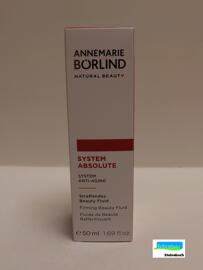 ANNEMARIE
BÖRLIND
NATURAL BEAUTY
SYSTEM
ABSOLUTE
SYSTEM
ANTI-AGING
Straffendes
Beauty Fluid
Firming Beauty Fluid
Fluide de Beauté
Raffermissant
℮ 50 ml 1.69 fl.oz